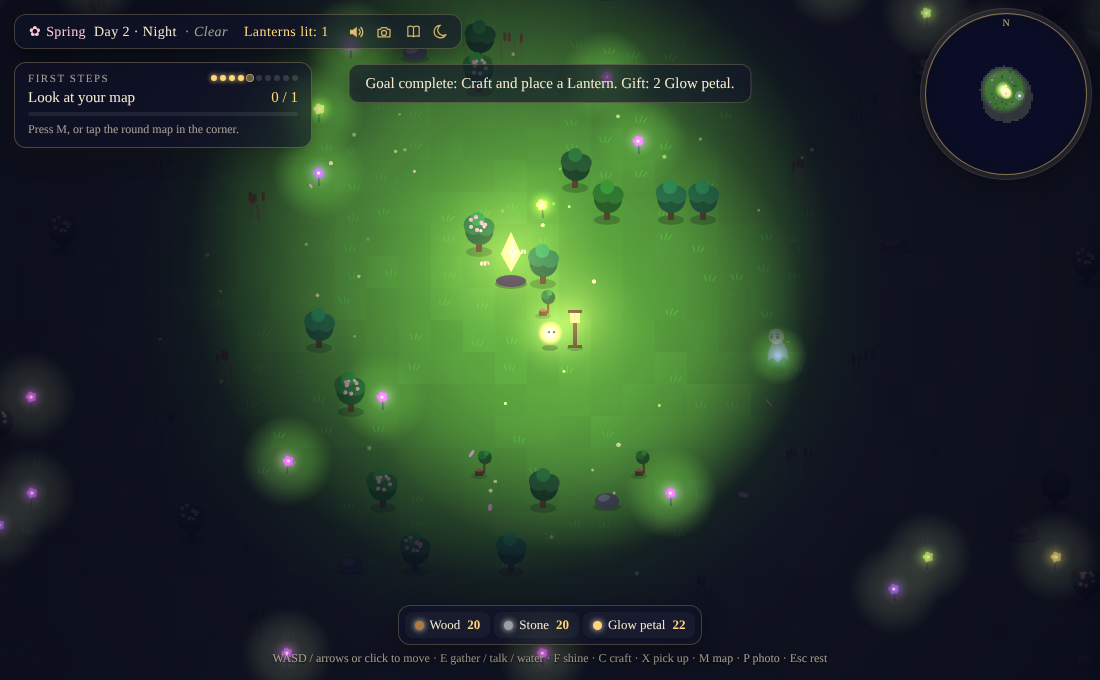 Spring Day 2 · Night · Clear Lanterns lit: 1
N
FIRST STEPS
Look at your map 0 / 1
Press M, or tap the round map in the corner.
Goal complete: Craft and place a Lantern. Gift: 2 Glow petal.
Wood 20 Stone 20 Glow petal 22
WASD / arrows or click to move · E gather / talk / water · F shine · C craft · X pick up · M map · P photo · Esc rest